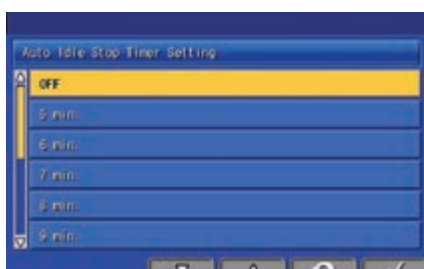 Auto Idle Stop Timer Setting
OFF
5 min.
6 min.
7 min.
8 min.
9 min.